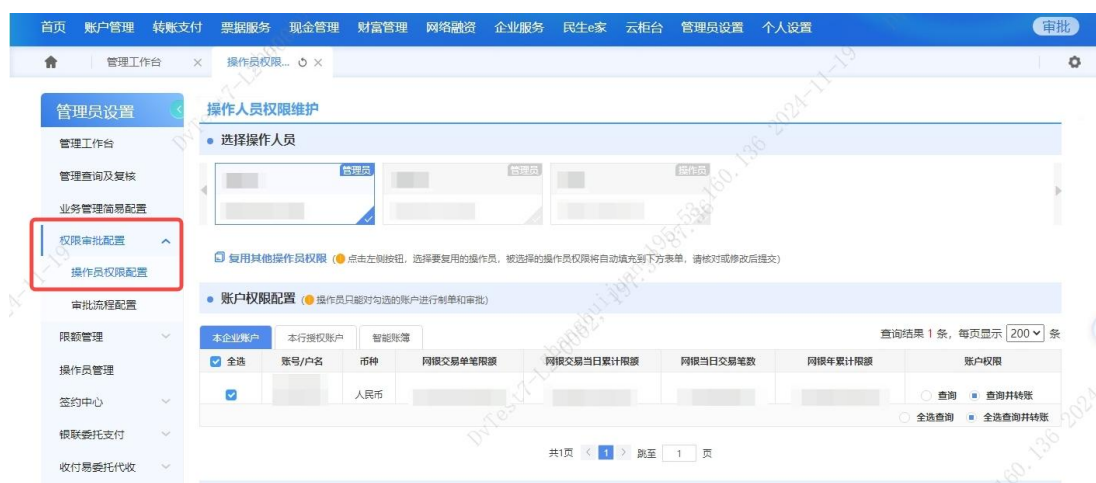 首页 账户管理 转账支付 票据服务 现金管理 财富管理 网络融资 企业服务 民生e家 云柜台 管理员设置 个人设置 审批
管理工作台 × 操作员权限... ×
管理员设置
管理工作台
管理查询及复核
业务管理简易配置
权限审批配置
操作员权限配置
审批流程配置
限额管理
操作员管理
签约中心
银联委托支付
收付易委托代收
操作人员权限维护
选择操作人员
管理员 管理员 操作员
复用其他操作员权限 (点击左侧按钮,选择要复用的操作员,被选择的操作员权限将自动填充到下方表单,请核对或修改后提交)
账户权限配置 (操作员只能对勾选的账户进行制单和审批)
本企业账户 本行授权账户 智能账簿 查询结果 1 条,每页显示 200 条
全选 账号/户名 币种 网银交易单笔限额 网银交易当日累计限额 网银当日交易笔数 网银年累计限额 账户权限
人民币 查询 查询并转账
全选查询 全选查询并转账
共1页 < 1 > 跳至 1 页